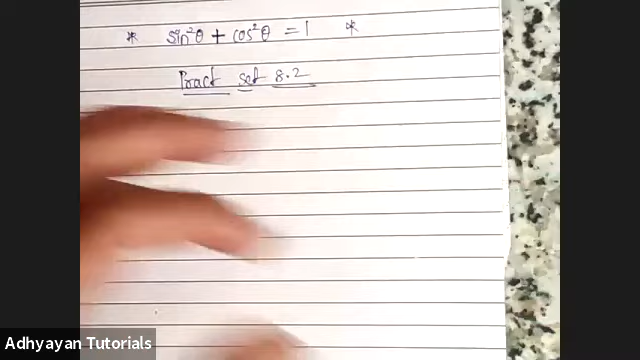 * sin²θ + cos²θ = 1 *
Pract set 8.2
Adhyayan Tutorials